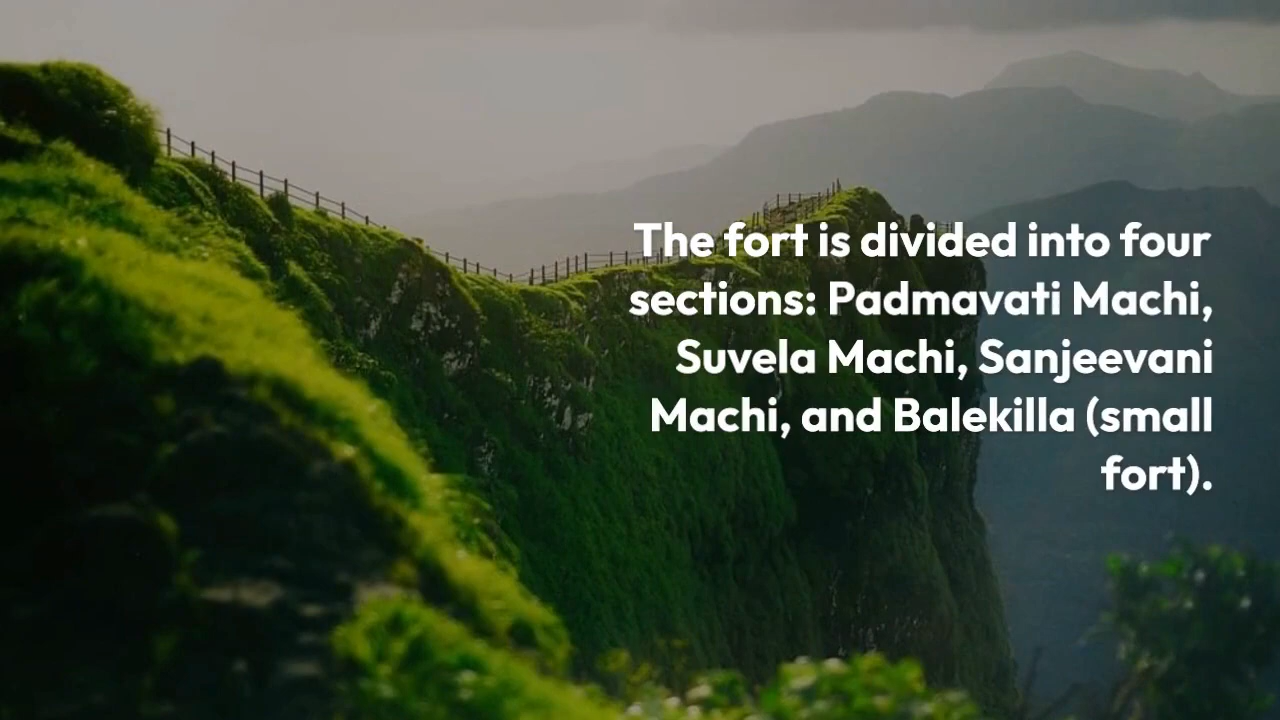 The fort is divided into four
sections: Padmavati Machi,
Suvela Machi, Sanjeevani
Machi, and Balekilla (small
fort).